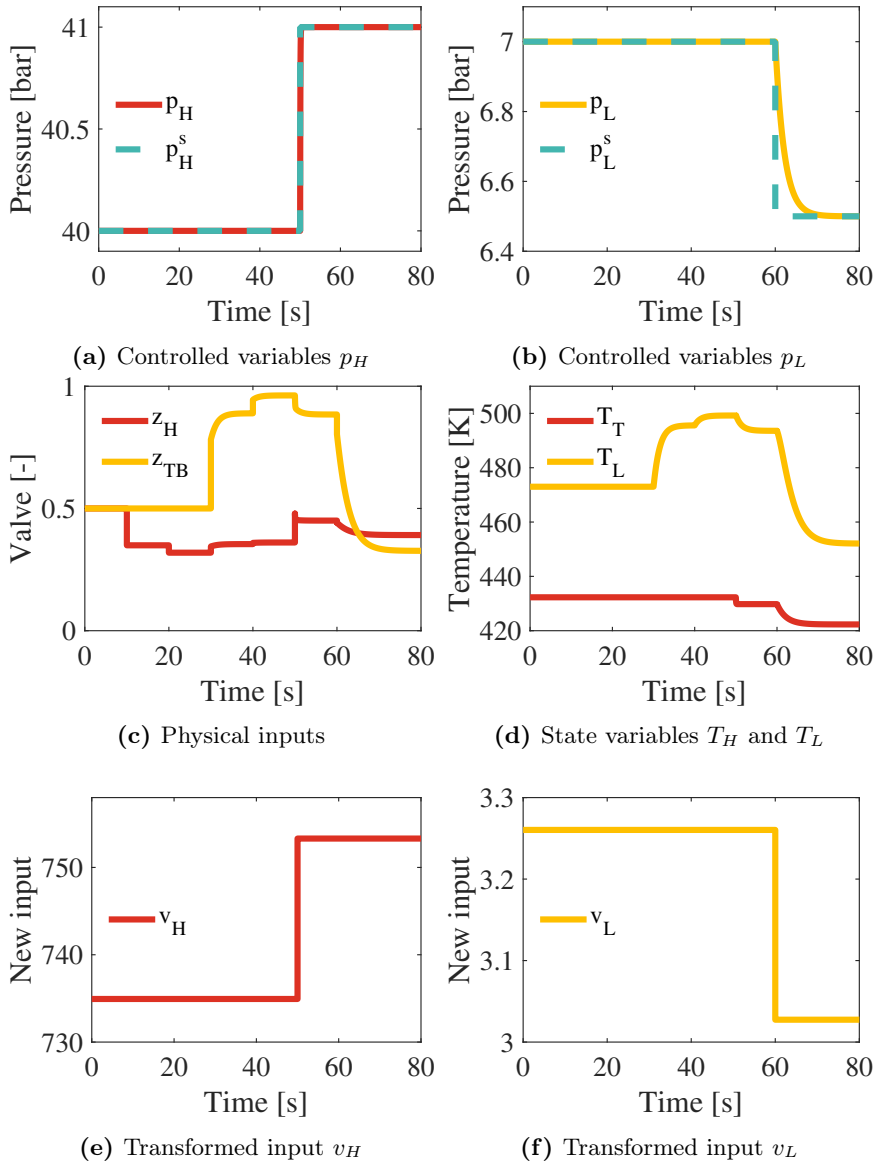 41
40.5
40
Pressure [bar]
p_H
p_H^s
0 20 40 60 80
Time [s]
(a) Controlled variables p_H
7
6.8
6.6
6.4
Pressure [bar]
p_L
p_L^s
0 20 40 60 80
Time [s]
(b) Controlled variables p_L
1
0.5
0
Valve [-]
z_H
z_TB
0 20 40 60 80
Time [s]
(c) Physical inputs
500
480
460
440
420
Temperature [K]
T_T
T_L
0 20 40 60 80
Time [s]
(d) State variables T_H and T_L
750
740
730
New input
v_H
0 20 40 60 80
Time [s]
(e) Transformed input v_H
3.3
3.2
3.1
3
New input
v_L
0 20 40 60 80
Time [s]
(f) Transformed input v_L